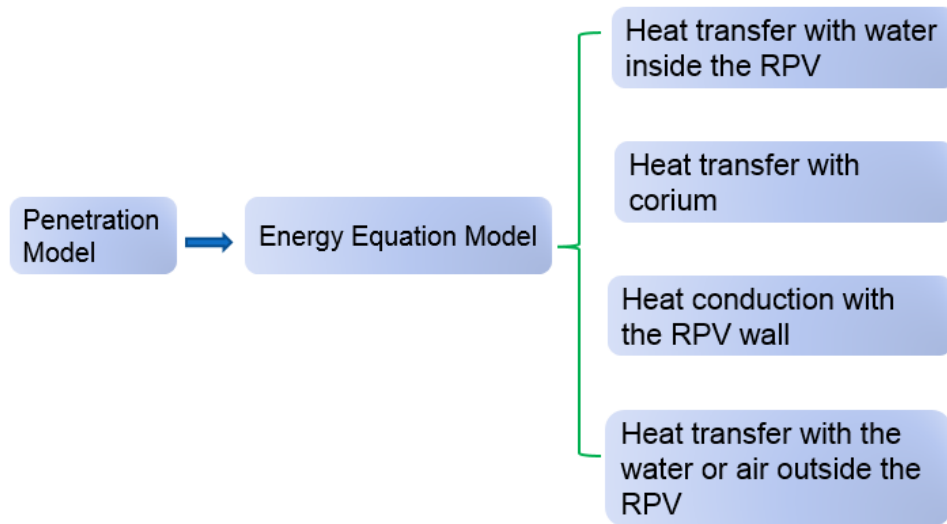 Penetration
Model
Energy Equation Model
Heat transfer with water
inside the RPV
Heat transfer with
corium
Heat conduction with
the RPV wall
Heat transfer with the
water or air outside the
RPV